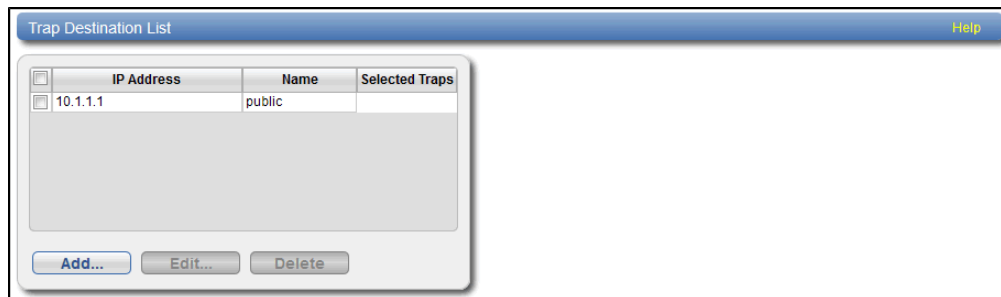 Trap Destination List Help
IP Address Name Selected Traps
10.1.1.1 public
Add... Edit... Delete